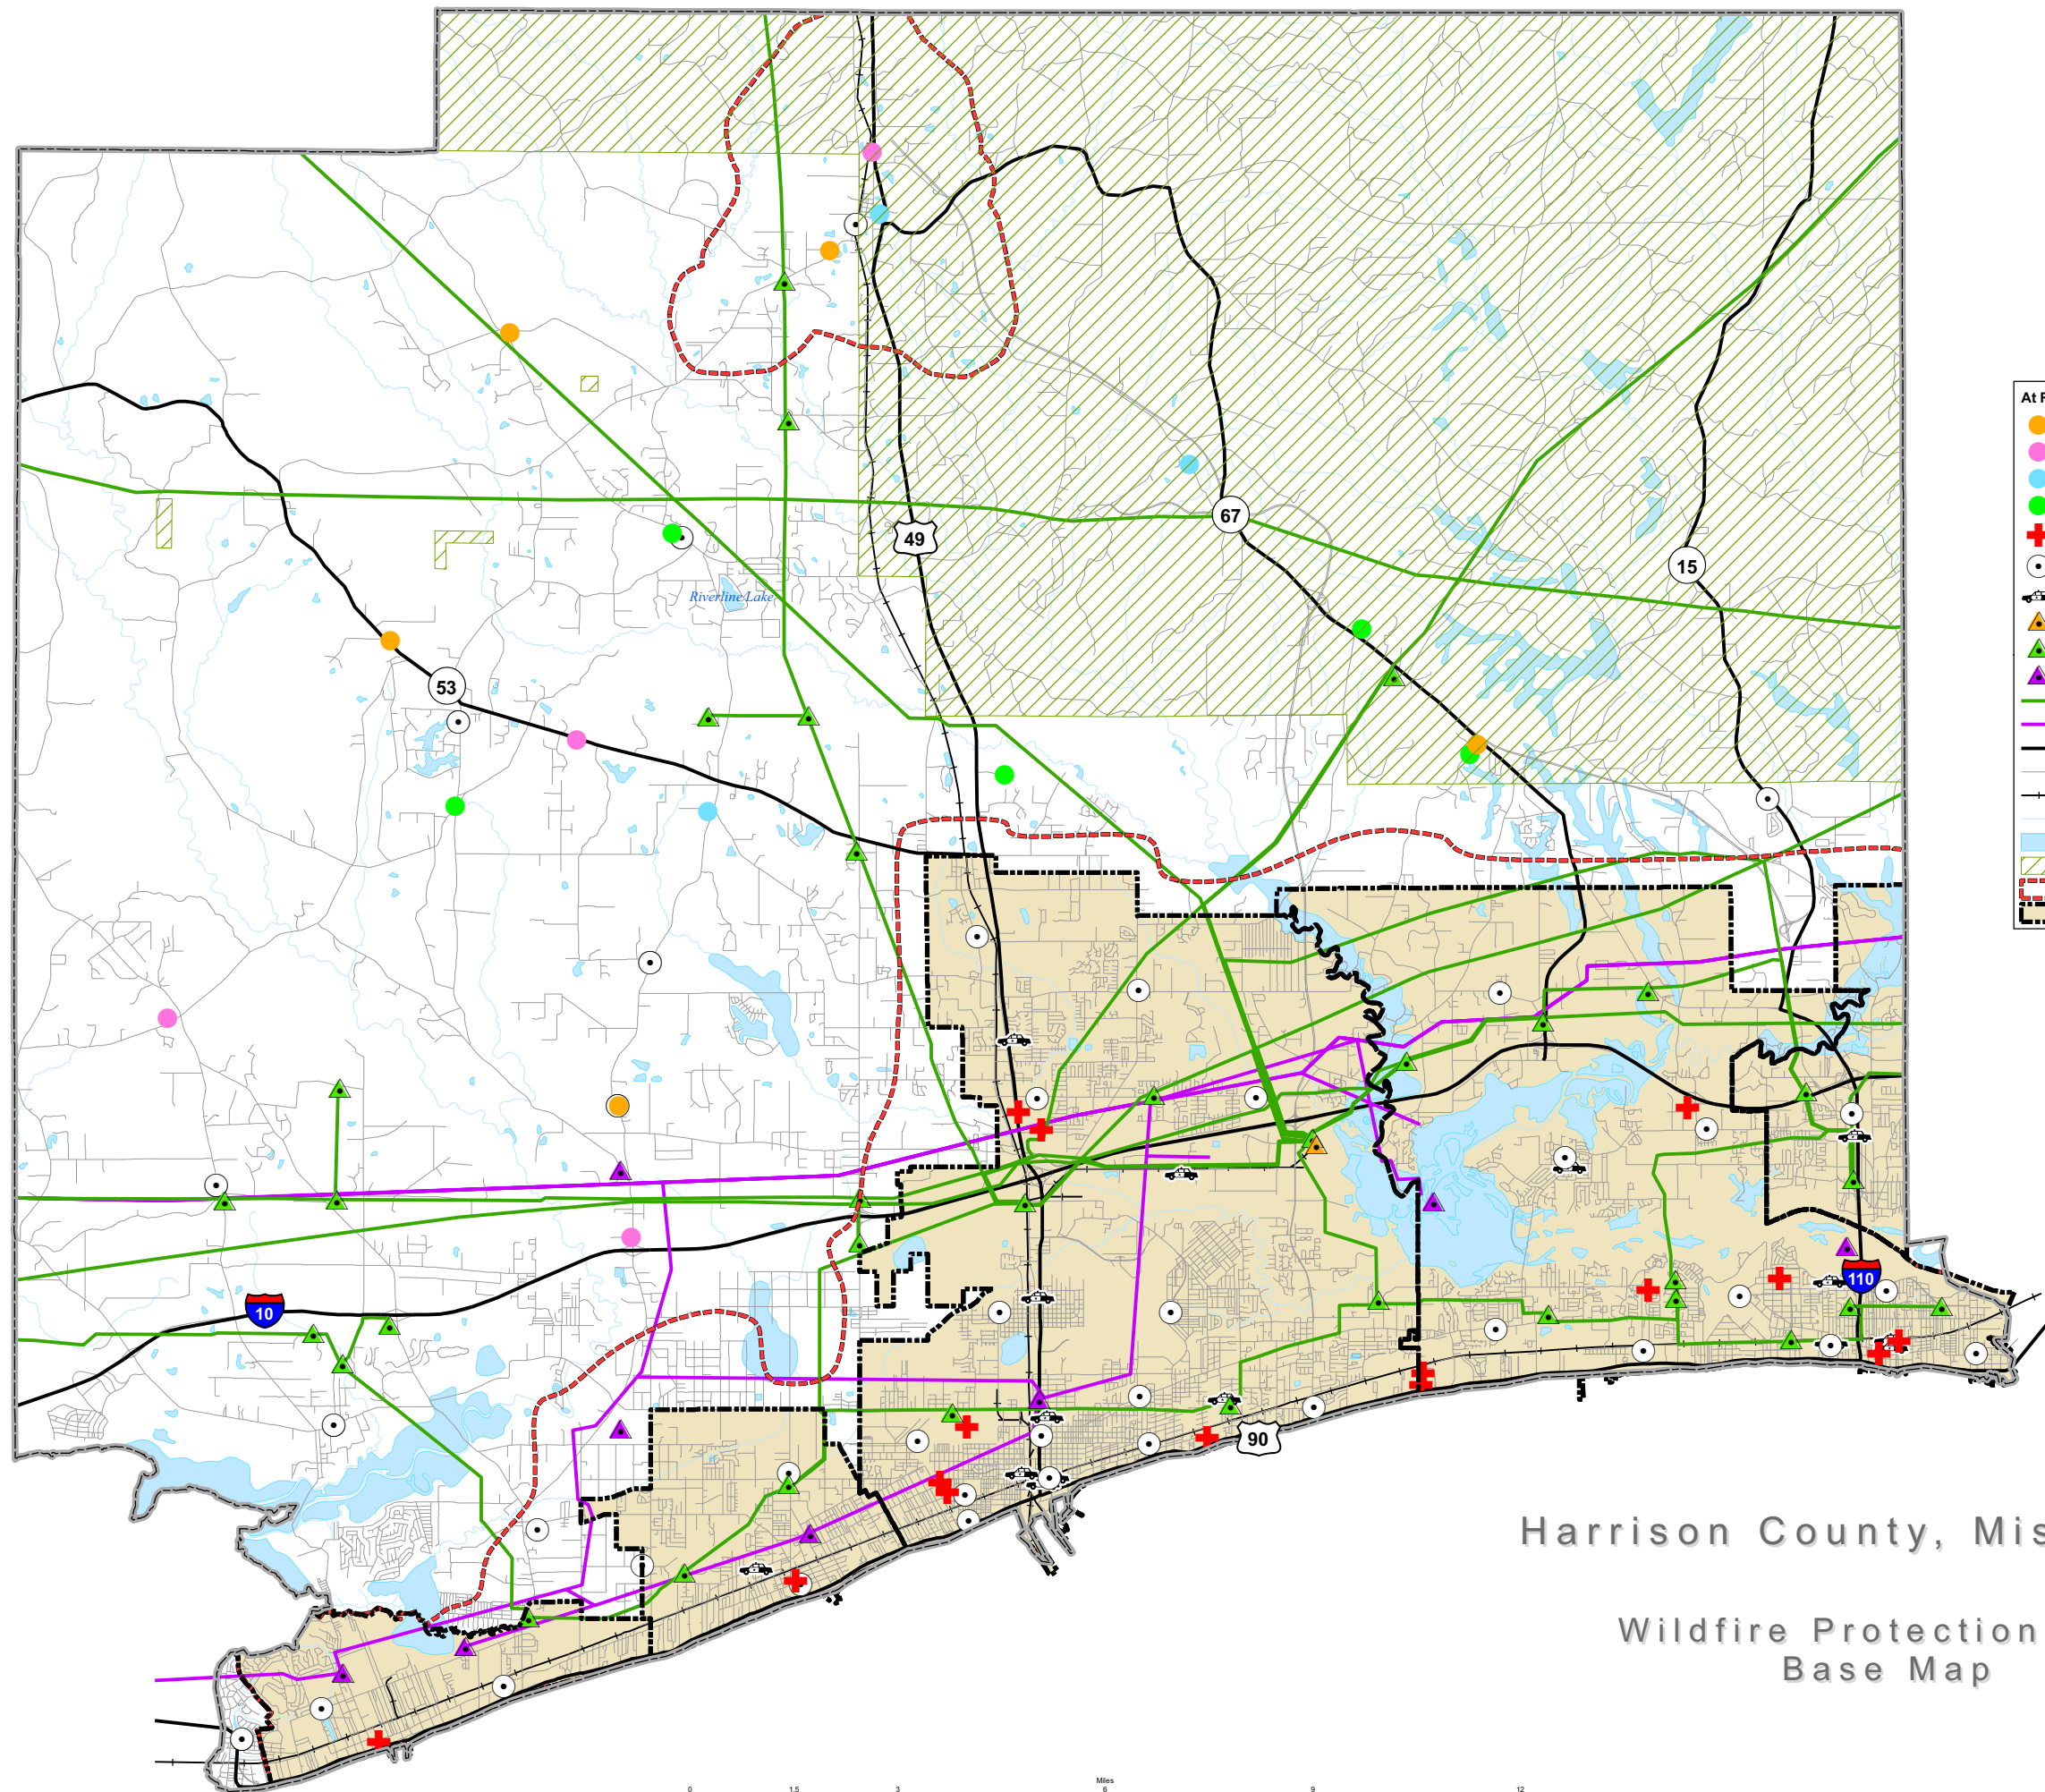 49
67
15
Riverline Lake
53
10
110
90
At
Harrison County, Mis
Wildfire Protection
Base Map
Miles
0 1.5 3 6 9 12